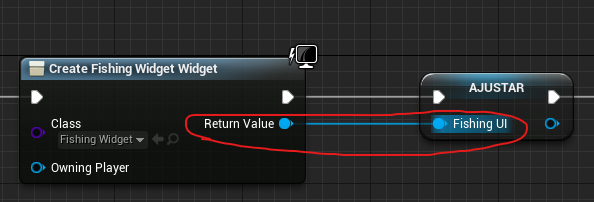 Create Fishing Widget Widget
AJUSTAR
Class
Fishing Widget
Return Value
Fishing UI
Owning Player